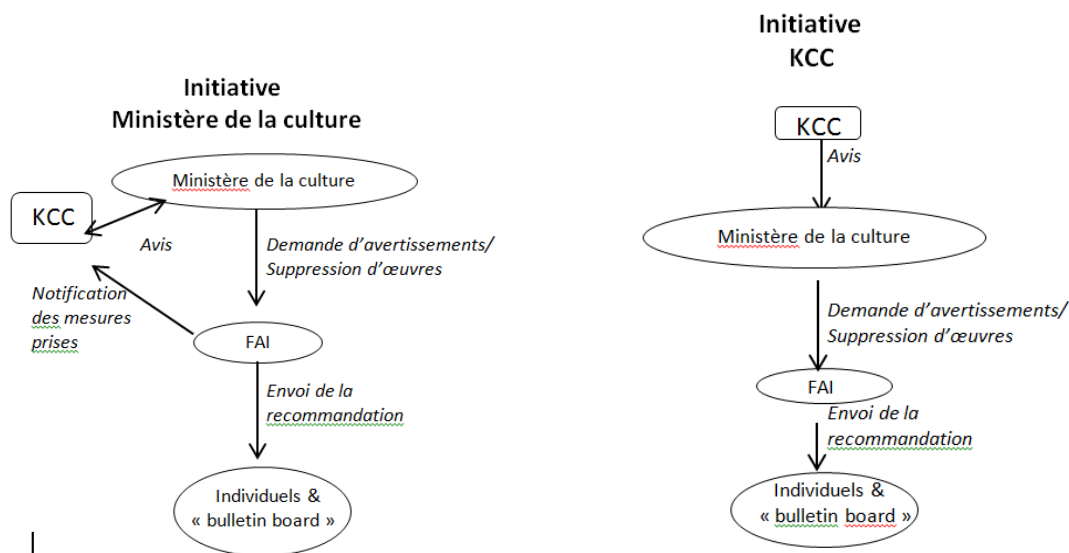 Initiative
Ministère de la culture
Ministère de la culture
KCC
Avis
Demande d'avertissements/
Suppression d'œuvres
Notification
des mesures
prises
FAI
Envoi de la
recommandation
Individuels &
« bulletin board »
Initiative
KCC
KCC
Avis
Ministère de la culture
Demande d'avertissements/
Suppression d'œuvres
FAI
Envoi de la
recommandation
Individuels &
« bulletin board »